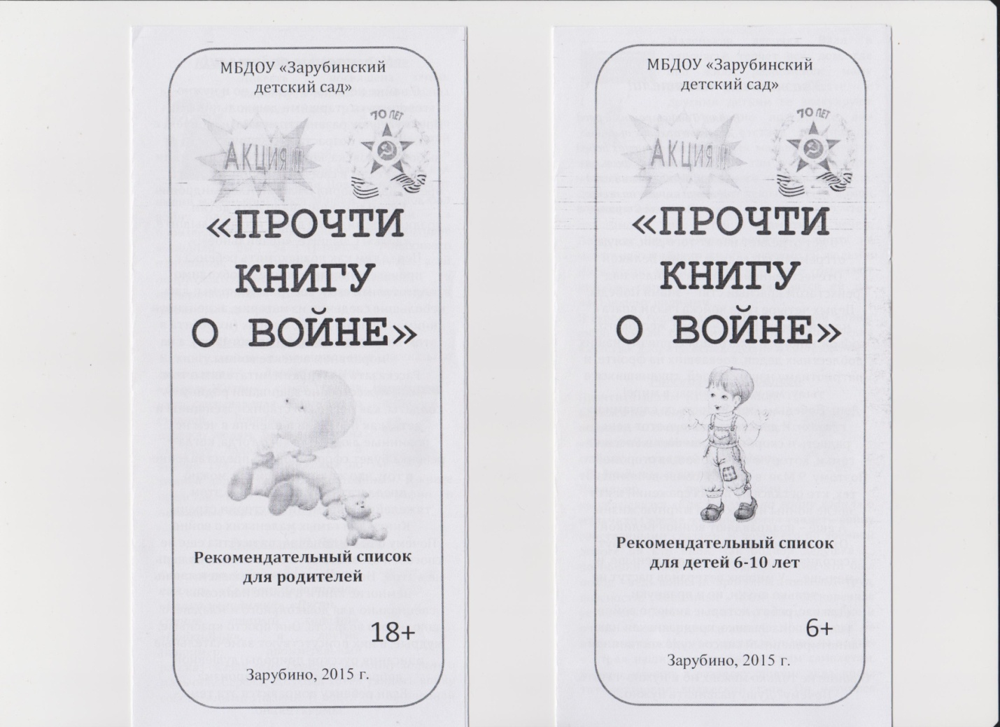 МБДОУ «Зарубинский
детский сад»
70 ЛЕТ
АКЦИЯ!!!
«ПРОЧТИ
КНИГУ
О ВОЙНЕ»
Рекомендательный список
для родителей
18+
Зарубино, 2015 г.
МБДОУ «Зарубинский
детский сад»
70 ЛЕТ
АКЦИЯ!!!
«ПРОЧТИ
КНИГУ
О ВОЙНЕ»
Рекомендательный список
для детей 6-10 лет
6+
Зарубино, 2015 г.